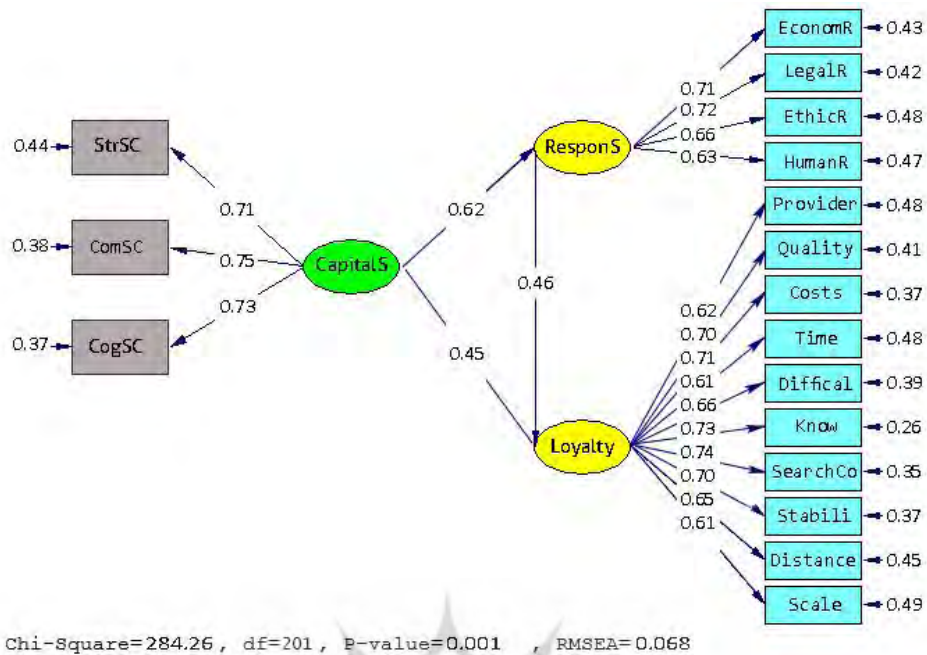 EconomR 0.43
LegalR 0.42
EthicR 0.48
HumanR 0.47
Provider 0.48
Quality 0.41
Costs 0.37
Time 0.48
Diffical 0.39
Know 0.26
SearchCo 0.35
Stabili 0.37
Distance 0.45
Scale 0.49
0.44 StrSC
0.38 ComSC
0.37 CogSC
0.71
0.75
0.73
CapitalS
0.62
0.45
ResponS
0.46
Loyalty
0.71
0.72
0.66
0.63
0.62
0.70
0.71
0.61
0.66
0.73
0.74
0.70
0.65
0.61
Chi-Square=284.26 , df=201 , P-value=0.001 , RMSEA=0.068